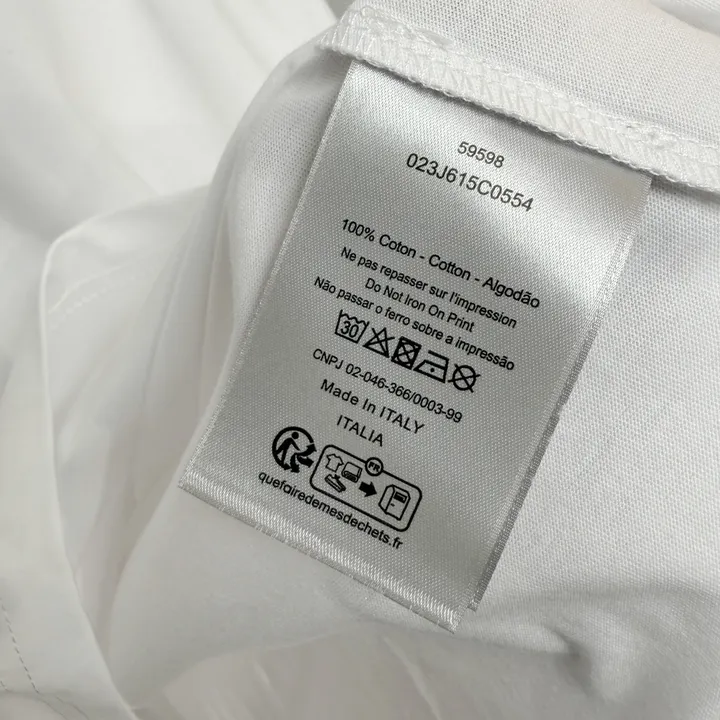 59598
023J615C0554
100% Coton - Cotton - Algodão
Ne pas repasser sur l'impression
Do Not Iron On Print
Não passar o ferro sobre a impressão
30
CNPJ 02-046-366/0003-99
Made In ITALY
ITALIA
FR
quefairedemesdechets.fr